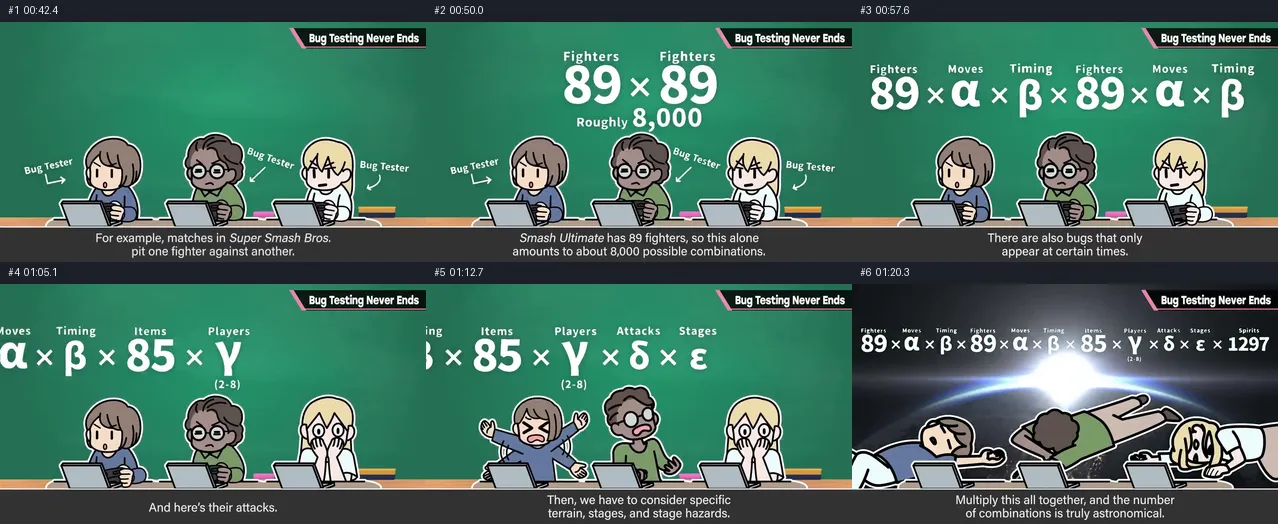 #1 00:42.4
Bug Testing Never Ends
Bug Tester
Bug Tester
Bug Tester
For example, matches in Super Smash Bros.
pit one fighter against another.
#2 00:50.0
Bug Testing Never Ends
Fighters Fighters
89 × 89
Roughly 8,000
Bug Tester
Bug Tester
Bug Tester
Smash Ultimate has 89 fighters, so this alone
amounts to about 8,000 possible combinations.
#3 00:57.6
Bug Testing Never Ends
Fighters Moves Timing Fighters Moves Timing
89 × α × β × 89 × α × β
There are also bugs that only
appear at certain times.
#4 01:05.1
Bug Testing Never Ends
Moves Timing Items Players
α × β × 85 × γ
(2-8)
And here's their attacks.
#5 01:12.7
Bug Testing Never Ends
ing Items Players Attacks Stages
β × 85 × γ × δ × ε
(2-8)
Then, we have to consider specific
terrain, stages, and stage hazards.
#6 01:20.3
Bug Testing Never Ends
Fighters Moves Timing Fighters Moves Timing Items Players Attacks Stages Spirits
89 × α × β × 89 × α × β × 85 × γ × δ × ε × 1297
(2-8)
Multiply this all together, and the number
of combinations is truly astronomical.